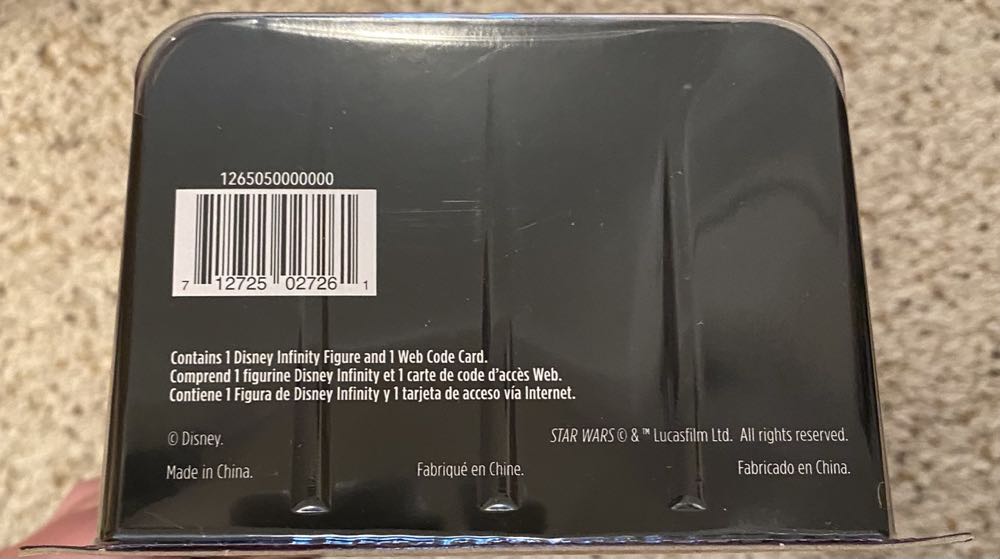 1265050000000
7 12725 02726 1
Contains 1 Disney Infinity Figure and 1 Web Code Card.
Comprend 1 figurine Disney Infinity et 1 carte de code d'accès Web.
Contiene 1 Figura de Disney Infinity y 1 tarjeta de acceso vía Internet.
© Disney.
STAR WARS © & ™ Lucasfilm Ltd. All rights reserved.
Made in China.
Fabriqué en Chine.
Fabricado en China.